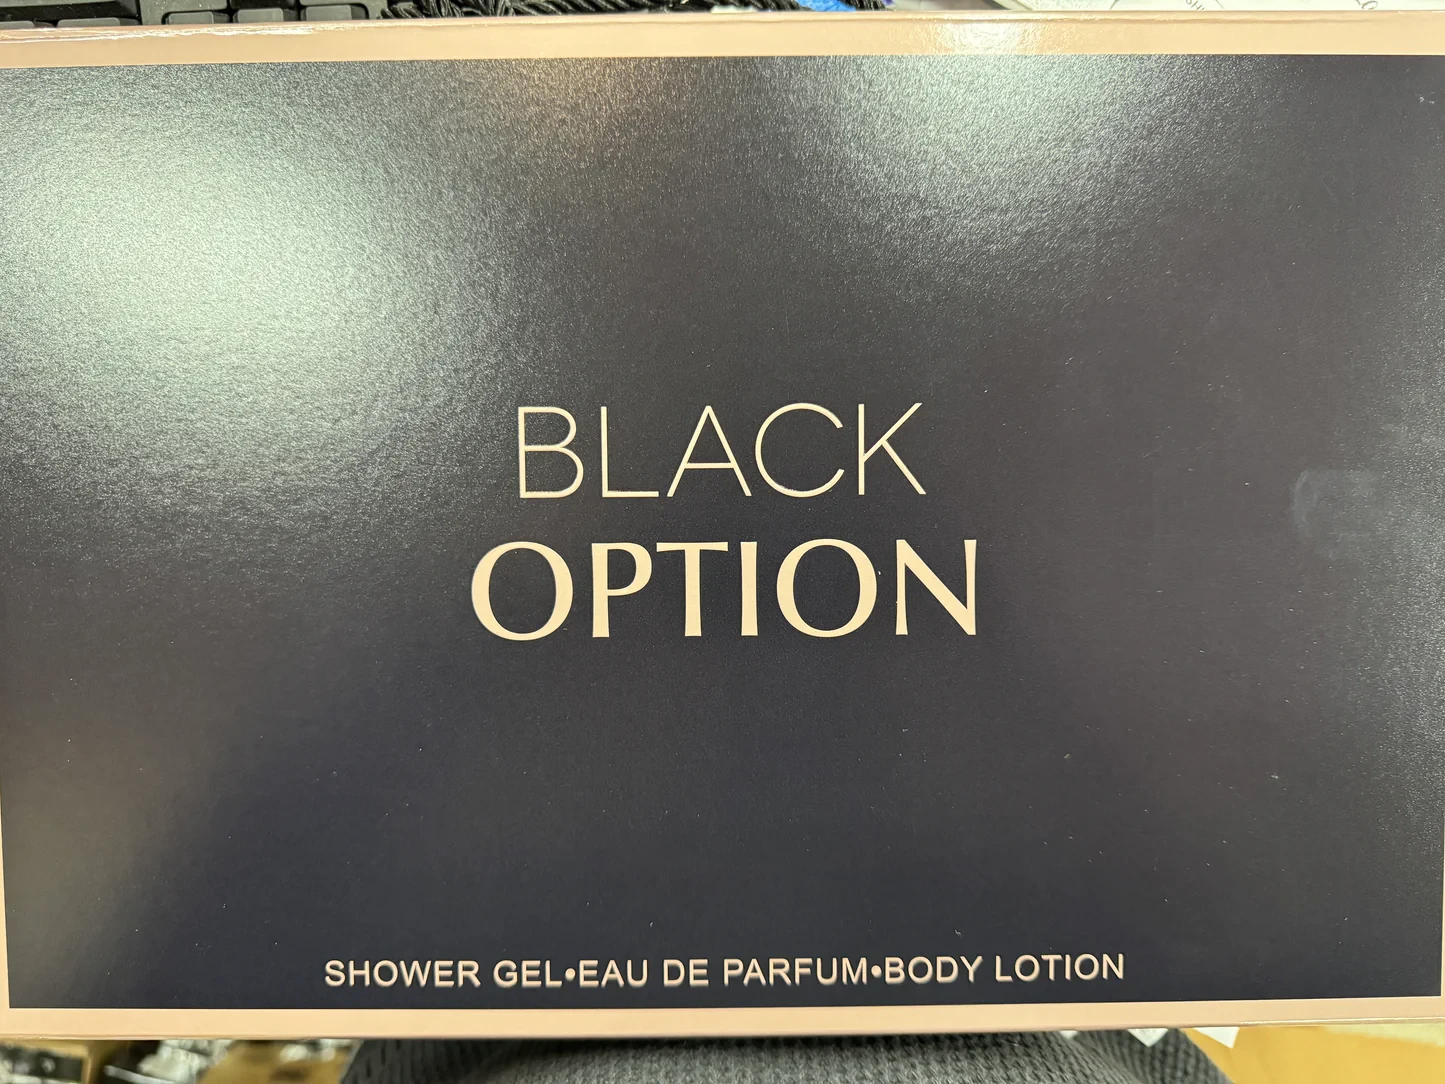 BLACK
OPTION
SHOWER GEL•EAU DE PARFUM•BODY LOTION